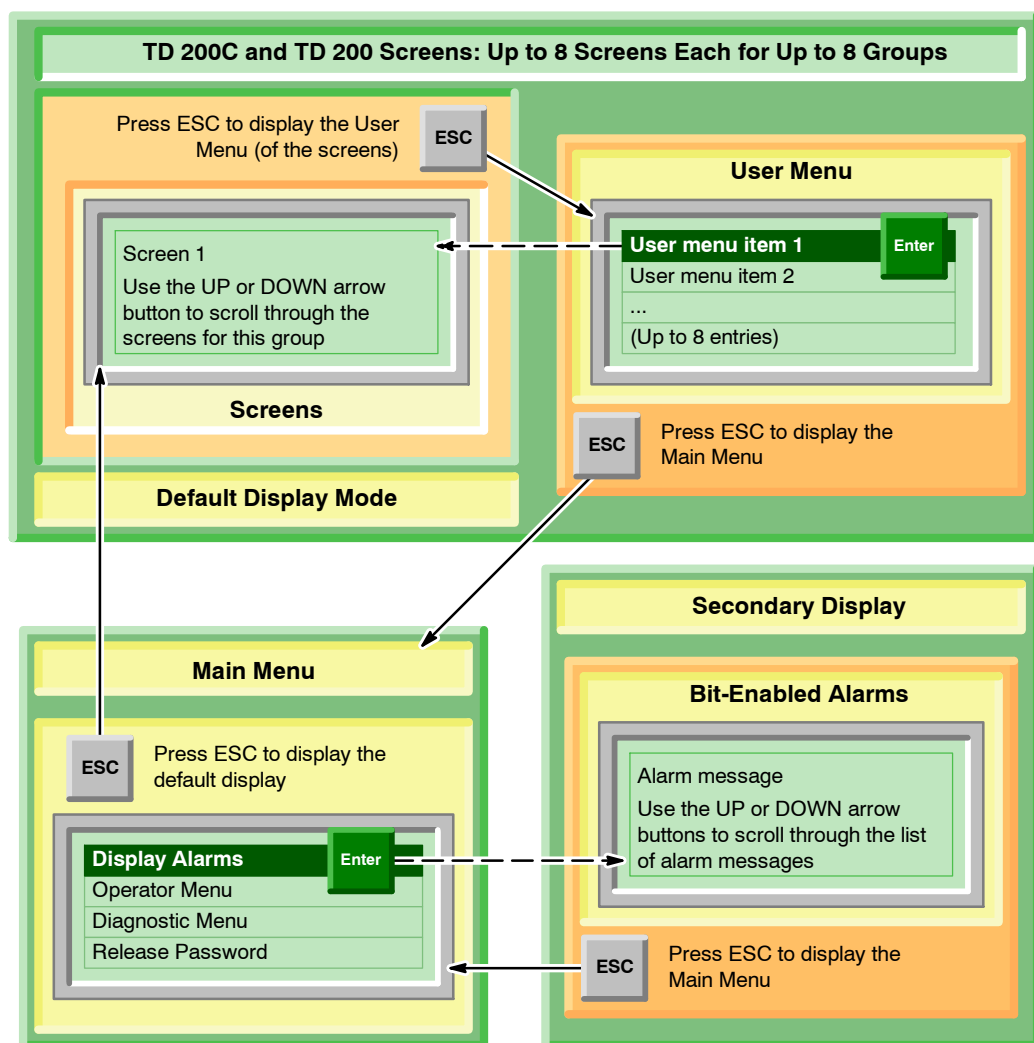 TD 200C and TD 200 Screens: Up to 8 Screens Each for Up to 8 Groups
Press ESC to display the User
Menu (of the screens)
ESC
Screen 1
Use the UP or DOWN arrow
button to scroll through the
screens for this group
Screens
Default Display Mode
User Menu
User menu item 1
Enter
User menu item 2
...
(Up to 8 entries)
ESC
Press ESC to display the
Main Menu
Main Menu
ESC
Press ESC to display the
default display
Display Alarms
Enter
Operator Menu
Diagnostic Menu
Release Password
Secondary Display
Bit-Enabled Alarms
Alarm message
Use the UP or DOWN arrow
buttons to scroll through the list
of alarm messages
ESC
Press ESC to display the
Main Menu